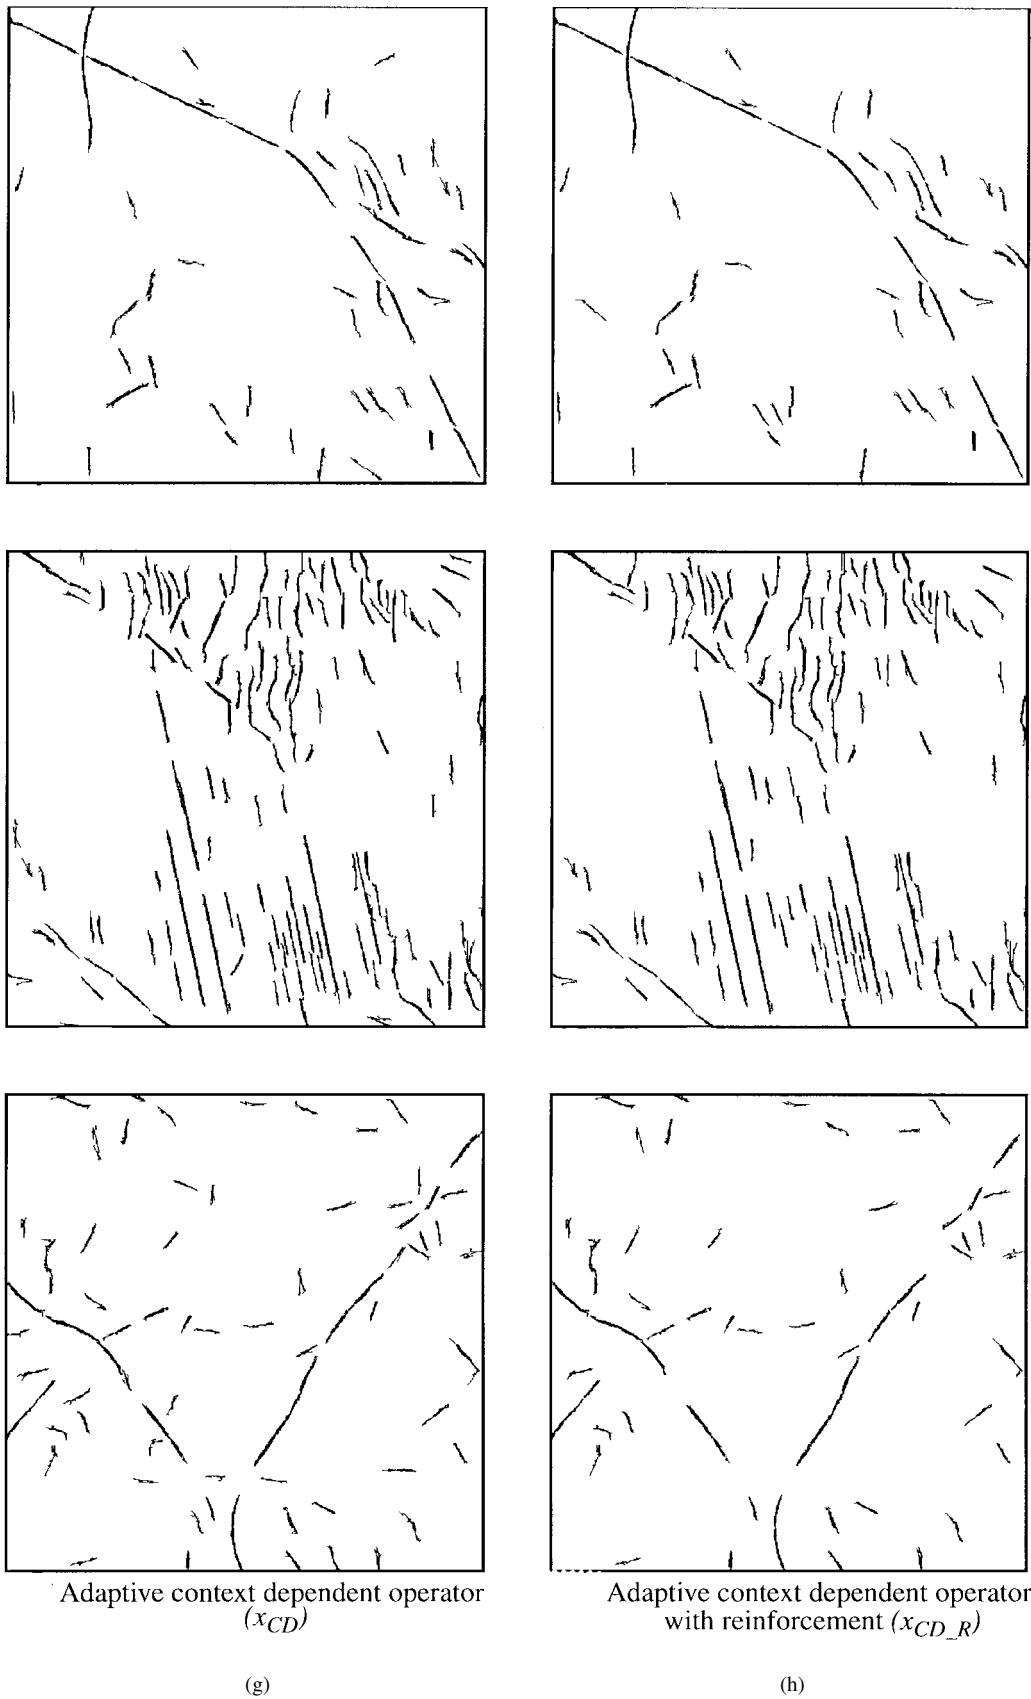 Adaptive context dependent operator
(x_CD)
Adaptive context dependent operator
with reinforcement (x_CD_R)
(g)
(h)